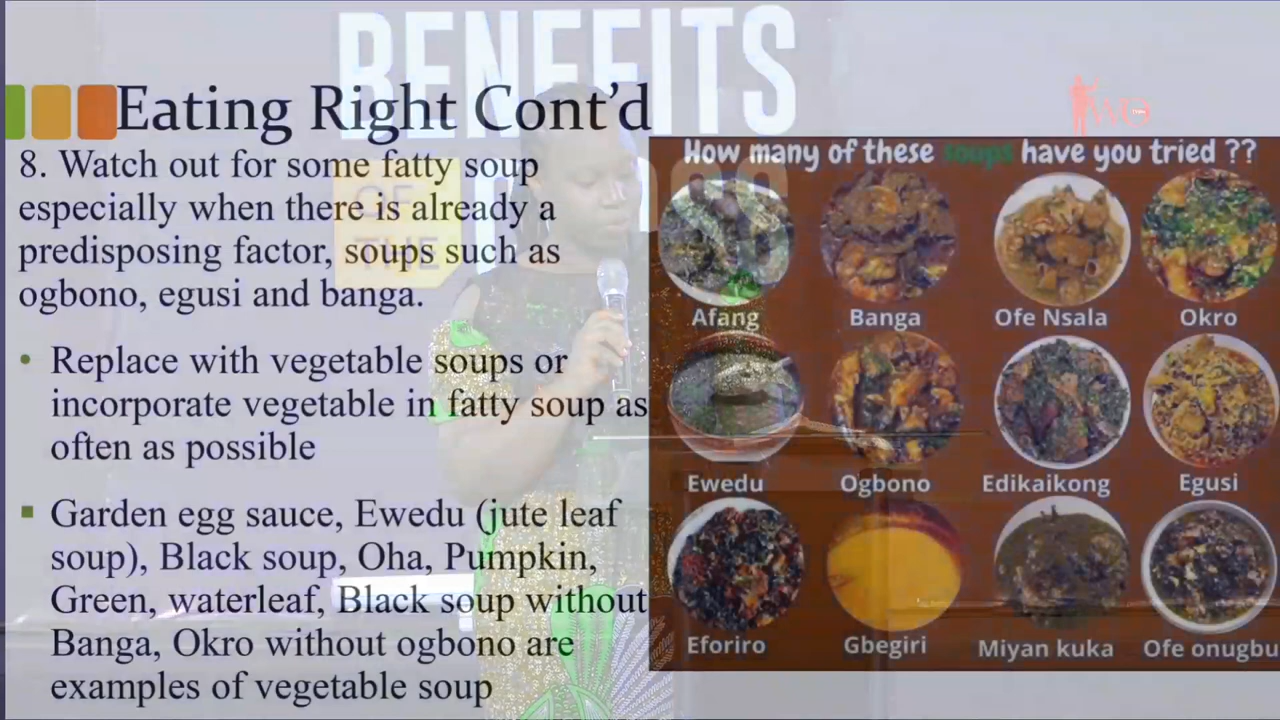 BENEFITS
OF
THE
Eating Right Cont'd
8. Watch out for some fatty soup
especially when there is already a
predisposing factor, soups such as
ogbono, egusi and banga.
• Replace with vegetable soups or
incorporate vegetable in fatty soup as
often as possible
▪ Garden egg sauce, Ewedu (jute leaf
soup), Black soup, Oha, Pumpkin,
Green, waterleaf, Black soup without
Banga, Okro without ogbono are
examples of vegetable soup
How many of these soups have you tried ??
Afang Banga Ofe Nsala Okro
Ewedu Ogbono Edikaikong Egusi
Eforiro Gbegiri Miyan kuka Ofe onugbu